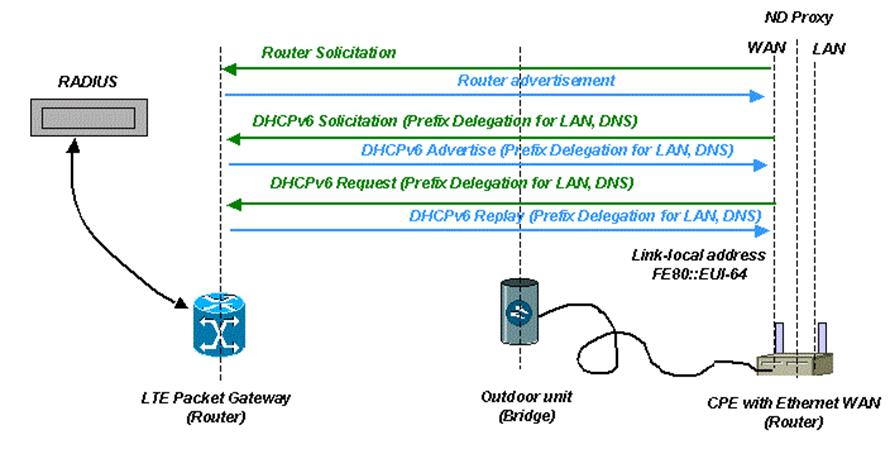 ND Proxy
WAN
LAN
Router Solicitation
Router advertisement
RADIUS
DHCPv6 Solicitation (Prefix Delegation for LAN, DNS)
DHCPv6 Advertise (Prefix Delegation for LAN, DNS)
DHCPv6 Request (Prefix Delegation for LAN, DNS)
DHCPv6 Replay (Prefix Delegation for LAN, DNS)
Link-local address
FE80::EUI-64
LTE Packet Gateway
(Router)
Outdoor unit
(Bridge)
CPE with Ethernet WAN
(Router)